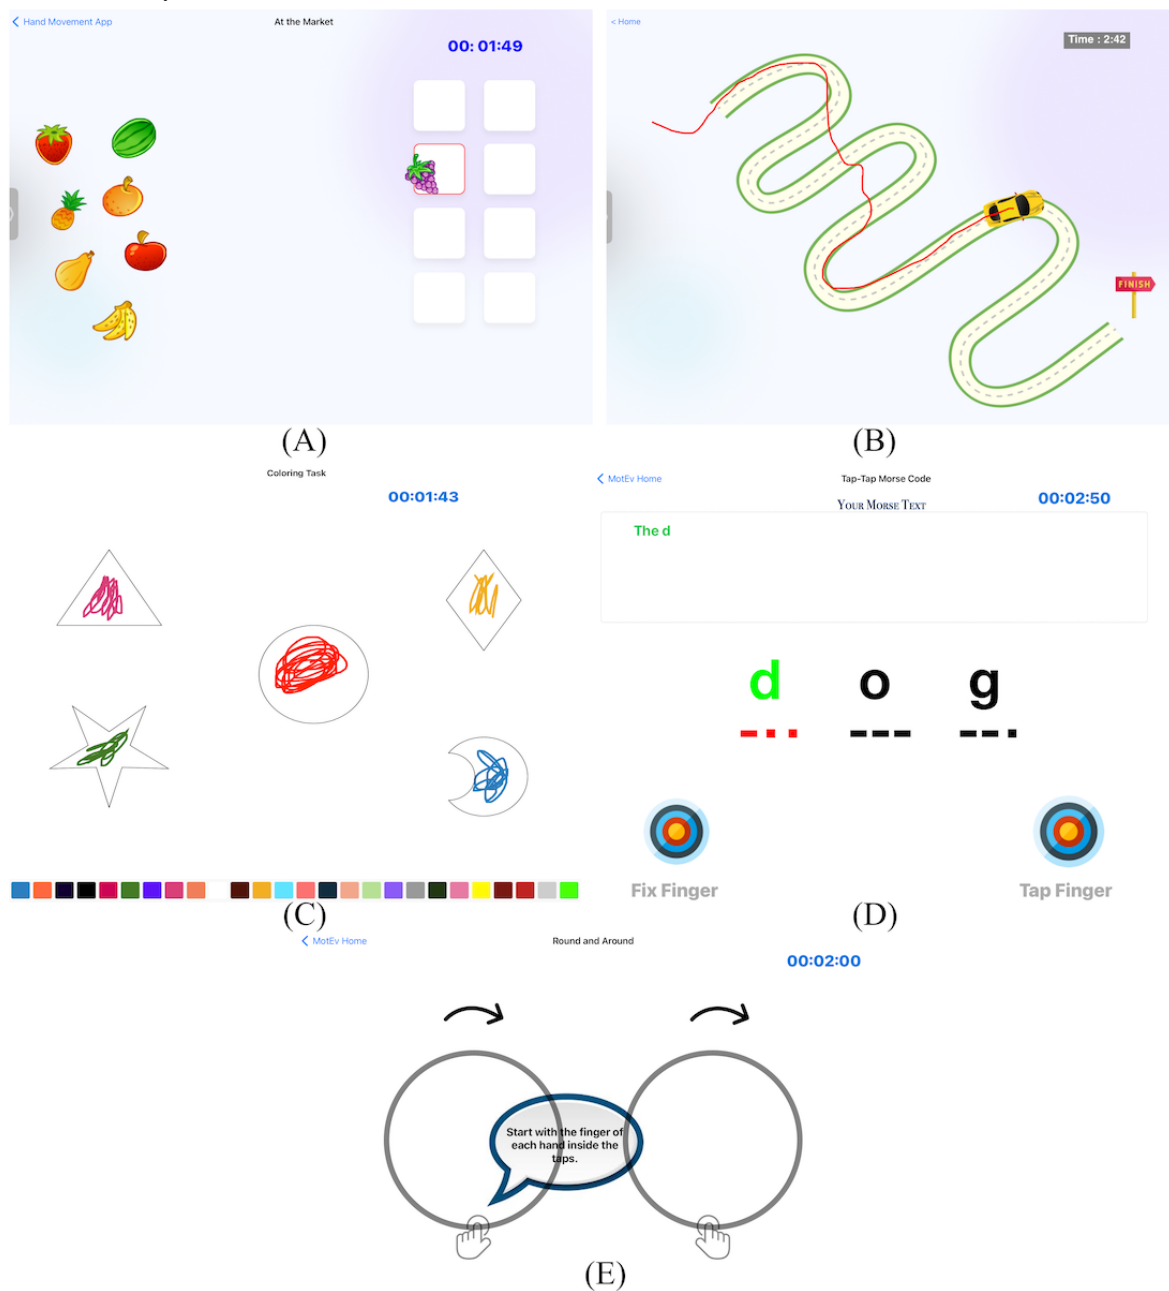 Hand Movement App
At the Market
00: 01:49
(A)
< Home
Time : 2:42
FINISH
(B)
Coloring Task
00:01:43
(C)
MotEv Home
Tap-Tap Morse Code
Your Morse Text
00:02:50
The d
d o g
Fix Finger
Tap Finger
(D)
MotEv Home
Round and Around
00:02:00
Start with the finger of
each hand inside the
taps.
(E)